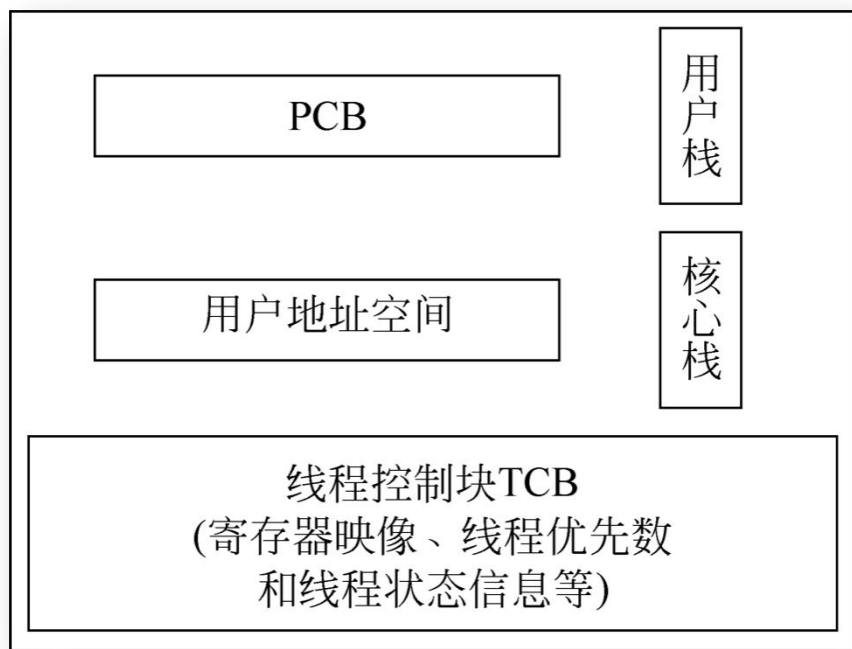 PCB
用户栈
用户地址空间
核心栈
线程控制块TCB
(寄存器映像、线程优先数
和线程状态信息等)